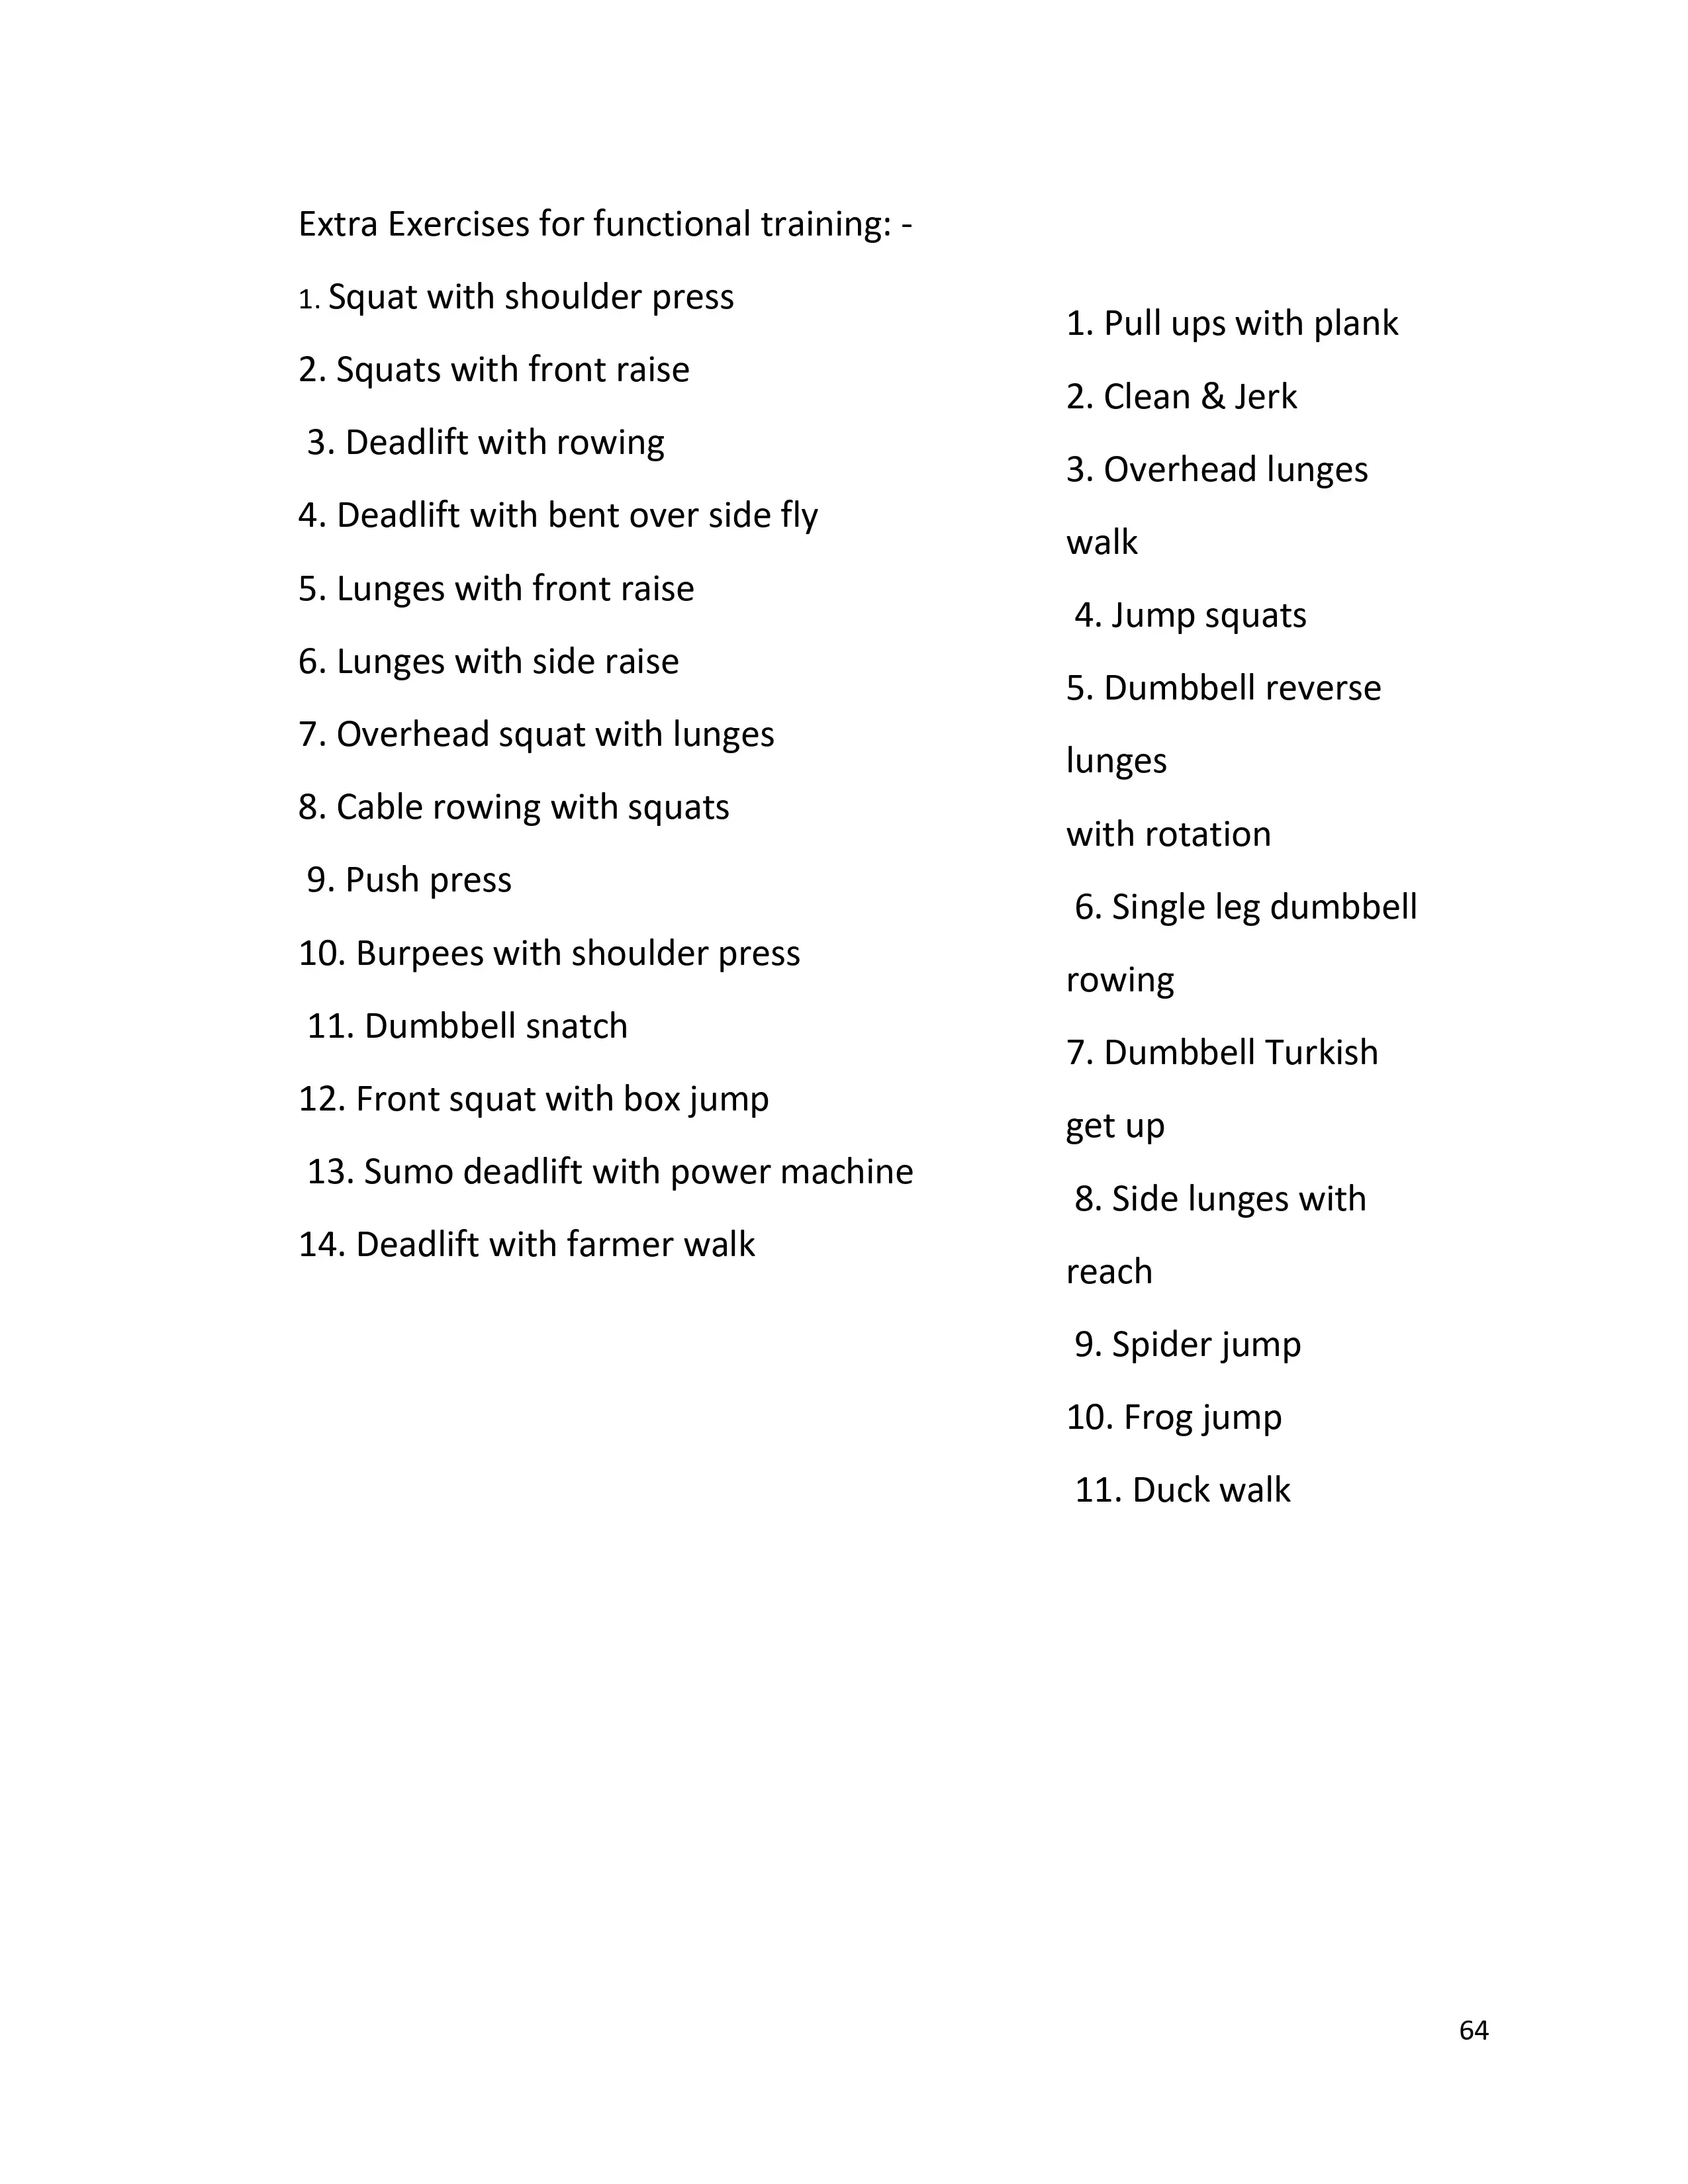 Extra Exercises for functional training: -
1. Squat with shoulder press
2. Squats with front raise
3. Deadlift with rowing
4. Deadlift with bent over side fly
5. Lunges with front raise
6. Lunges with side raise
7. Overhead squat with lunges
8. Cable rowing with squats
9. Push press
10. Burpees with shoulder press
11. Dumbbell snatch
12. Front squat with box jump
13. Sumo deadlift with power machine
14. Deadlift with farmer walk
1. Pull ups with plank
2. Clean & Jerk
3. Overhead lunges
walk
4. Jump squats
5. Dumbbell reverse
lunges
with rotation
6. Single leg dumbbell
rowing
7. Dumbbell Turkish
get up
8. Side lunges with
reach
9. Spider jump
10. Frog jump
11. Duck walk
64